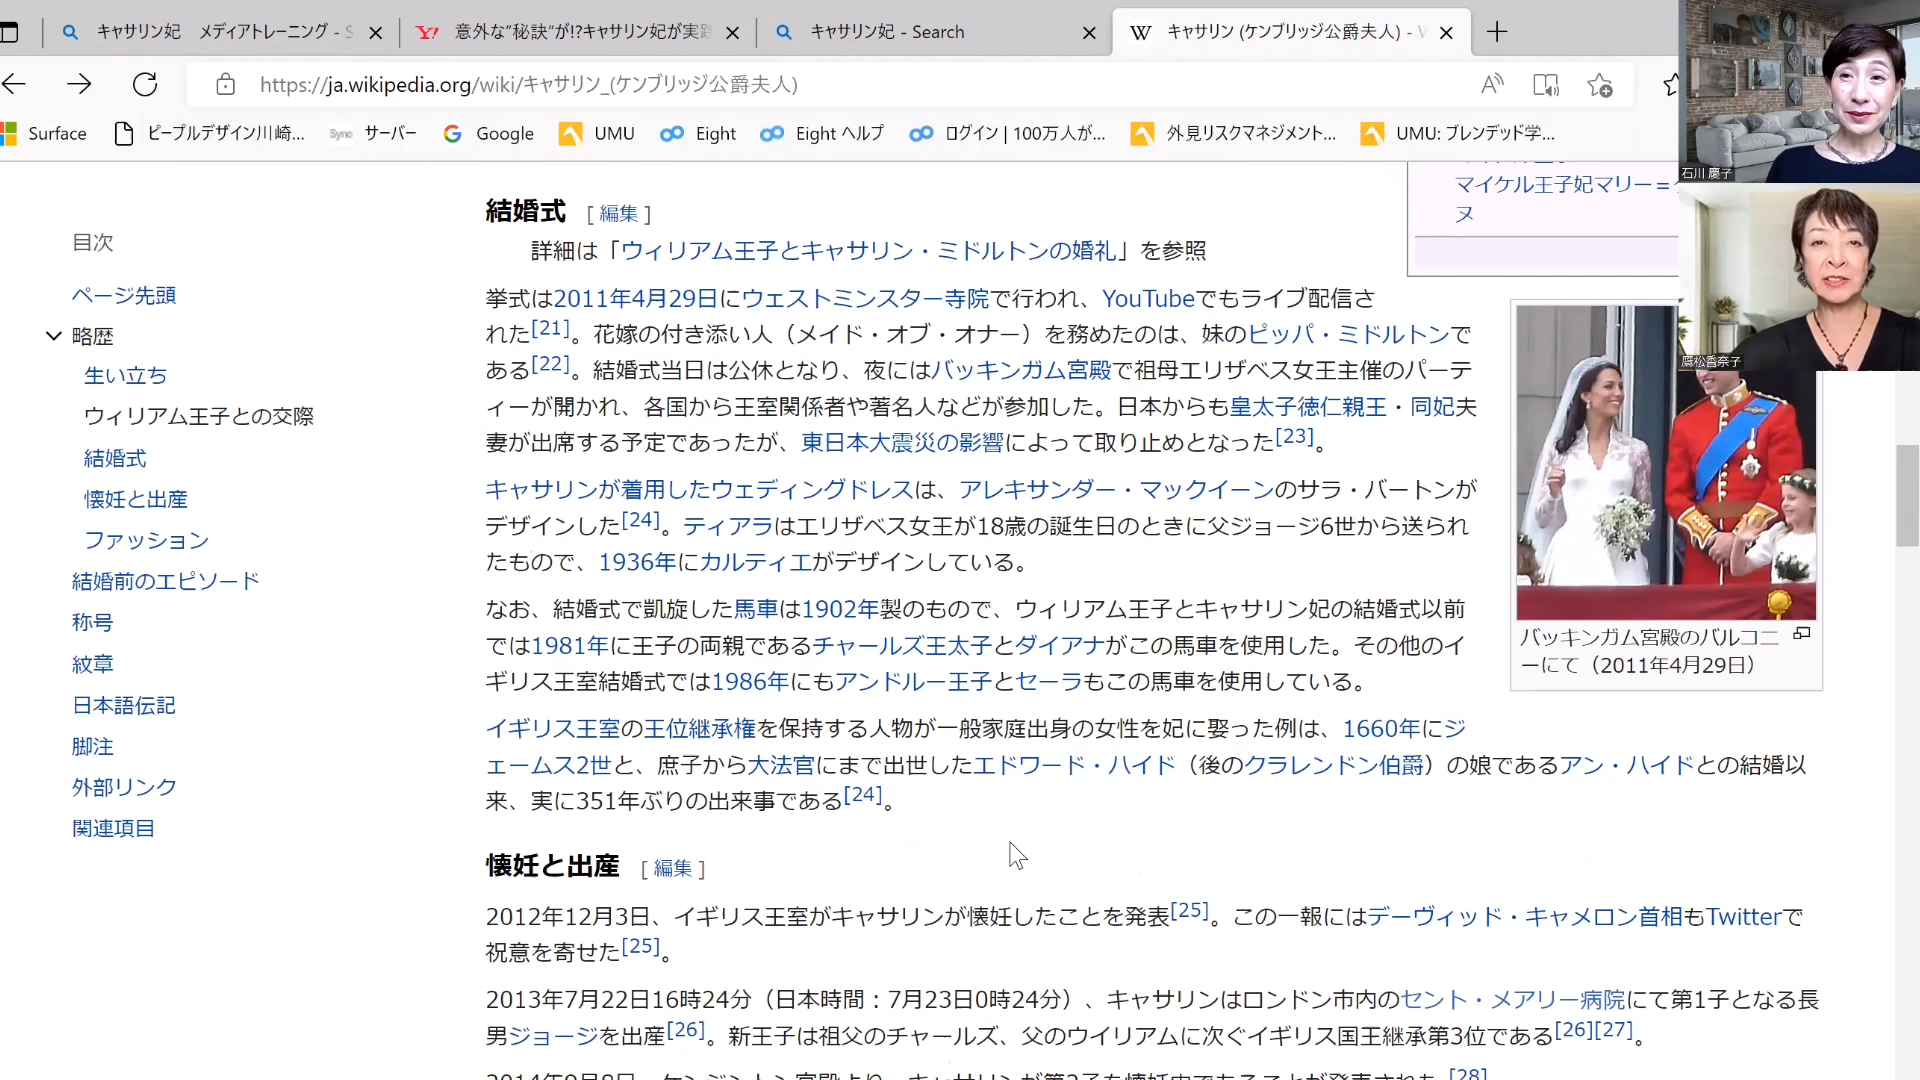 キャサリン妃　メディアトレーニング - S
意外な“秘訣”が!?キャサリン妃が実践
キャサリン妃 - Search
キャサリン (ケンブリッジ公爵夫人) - W
https://ja.wikipedia.org/wiki/キャサリン_(ケンブリッジ公爵夫人)
Surface
ピープルデザイン川崎...
Syno サーバー
Google
UMU
Eight
Eight ヘルプ
ログイン | 100万人が...
外見リスクマネジメント...
UMU: ブレンデッド学...
石川 慶子
鷹松香奈子
目次
ページ先頭
略歴
生い立ち
ウィリアム王子との交際
結婚式
懐妊と出産
ファッション
結婚前のエピソード
称号
紋章
日本語伝記
脚注
外部リンク
関連項目
マイケル王子妃マリー＝
ヌ
結婚式 [ 編集 ]
詳細は「ウィリアム王子とキャサリン・ミドルトンの婚礼」を参照
挙式は2011年4月29日にウェストミンスター寺院で行われ、YouTubeでもライブ配信さ
れた[21]。花嫁の付き添い人（メイド・オブ・オナー）を務めたのは、妹のピッパ・ミドルトンで
ある[22]。結婚式当日は公休となり、夜にはバッキンガム宮殿で祖母エリザベス女王主催のパーテ
ィーが開かれ、各国から王室関係者や著名人などが参加した。日本からも皇太子徳仁親王・同妃夫
妻が出席する予定であったが、東日本大震災の影響によって取り止めとなった[23]。
キャサリンが着用したウェディングドレスは、アレキサンダー・マックイーンのサラ・バートンが
デザインした[24]。ティアラはエリザベス女王が18歳の誕生日のときに父ジョージ6世から送られ
たもので、1936年にカルティエがデザインしている。
なお、結婚式で凱旋した馬車は1902年製のもので、ウィリアム王子とキャサリン妃の結婚式以前
では1981年に王子の両親であるチャールズ王太子とダイアナがこの馬車を使用した。その他のイ
ギリス王室結婚式では1986年にもアンドルー王子とセーラもこの馬車を使用している。
イギリス王室の王位継承権を保持する人物が一般家庭出身の女性を妃に娶った例は、1660年にジ
ェームス2世と、庶子から大法官にまで出世したエドワード・ハイド（後のクラレンドン伯爵）の娘であるアン・ハイドとの結婚以
来、実に351年ぶりの出来事である[24]。
バッキンガム宮殿のバルコニ
ーにて（2011年4月29日）
懐妊と出産 [ 編集 ]
2012年12月3日、イギリス王室がキャサリンが懐妊したことを発表[25]。この一報にはデーヴィッド・キャメロン首相もTwitterで
祝意を寄せた[25]。
2013年7月22日16時24分（日本時間：7月23日0時24分）、キャサリンはロンドン市内のセント・メアリー病院にて第1子となる長
男ジョージを出産[26]。新王子は祖父のチャールズ、父のウイリアムに次ぐイギリス国王継承第3位である[26][27]。